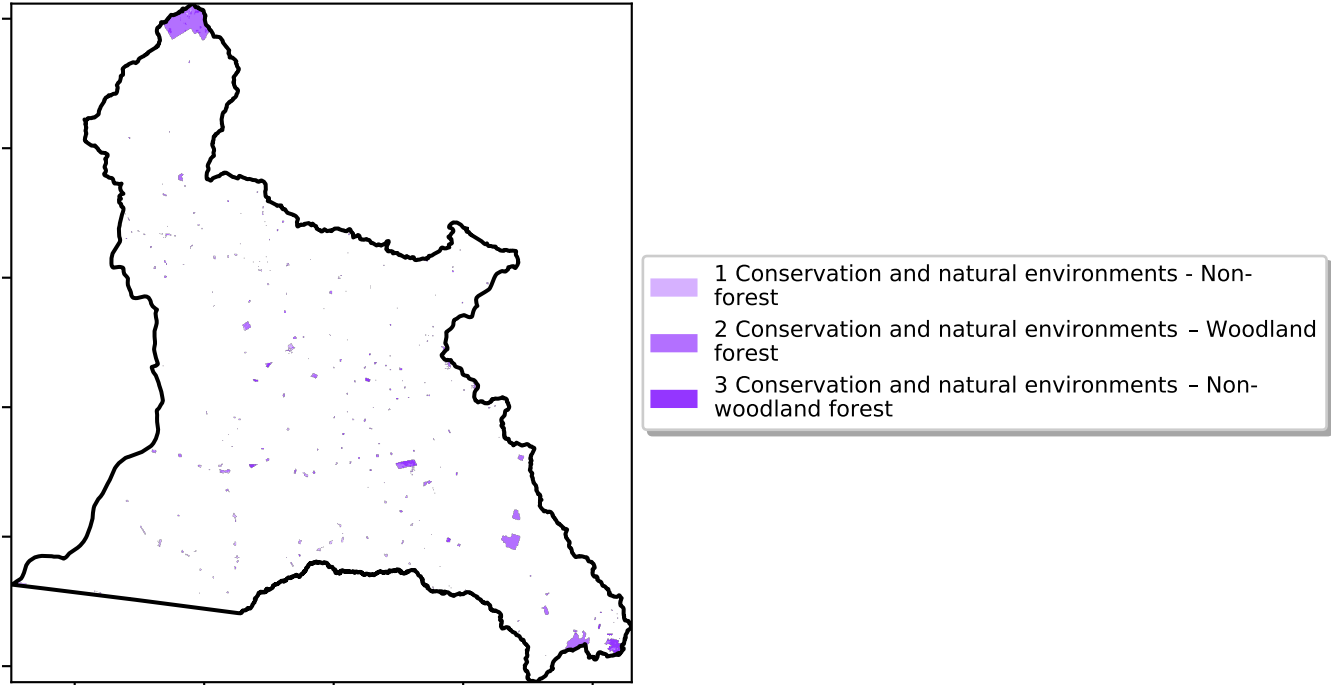 1 Conservation and natural environments - Non-
forest
2 Conservation and natural environments – Woodland
forest
3 Conservation and natural environments – Non-
woodland forest